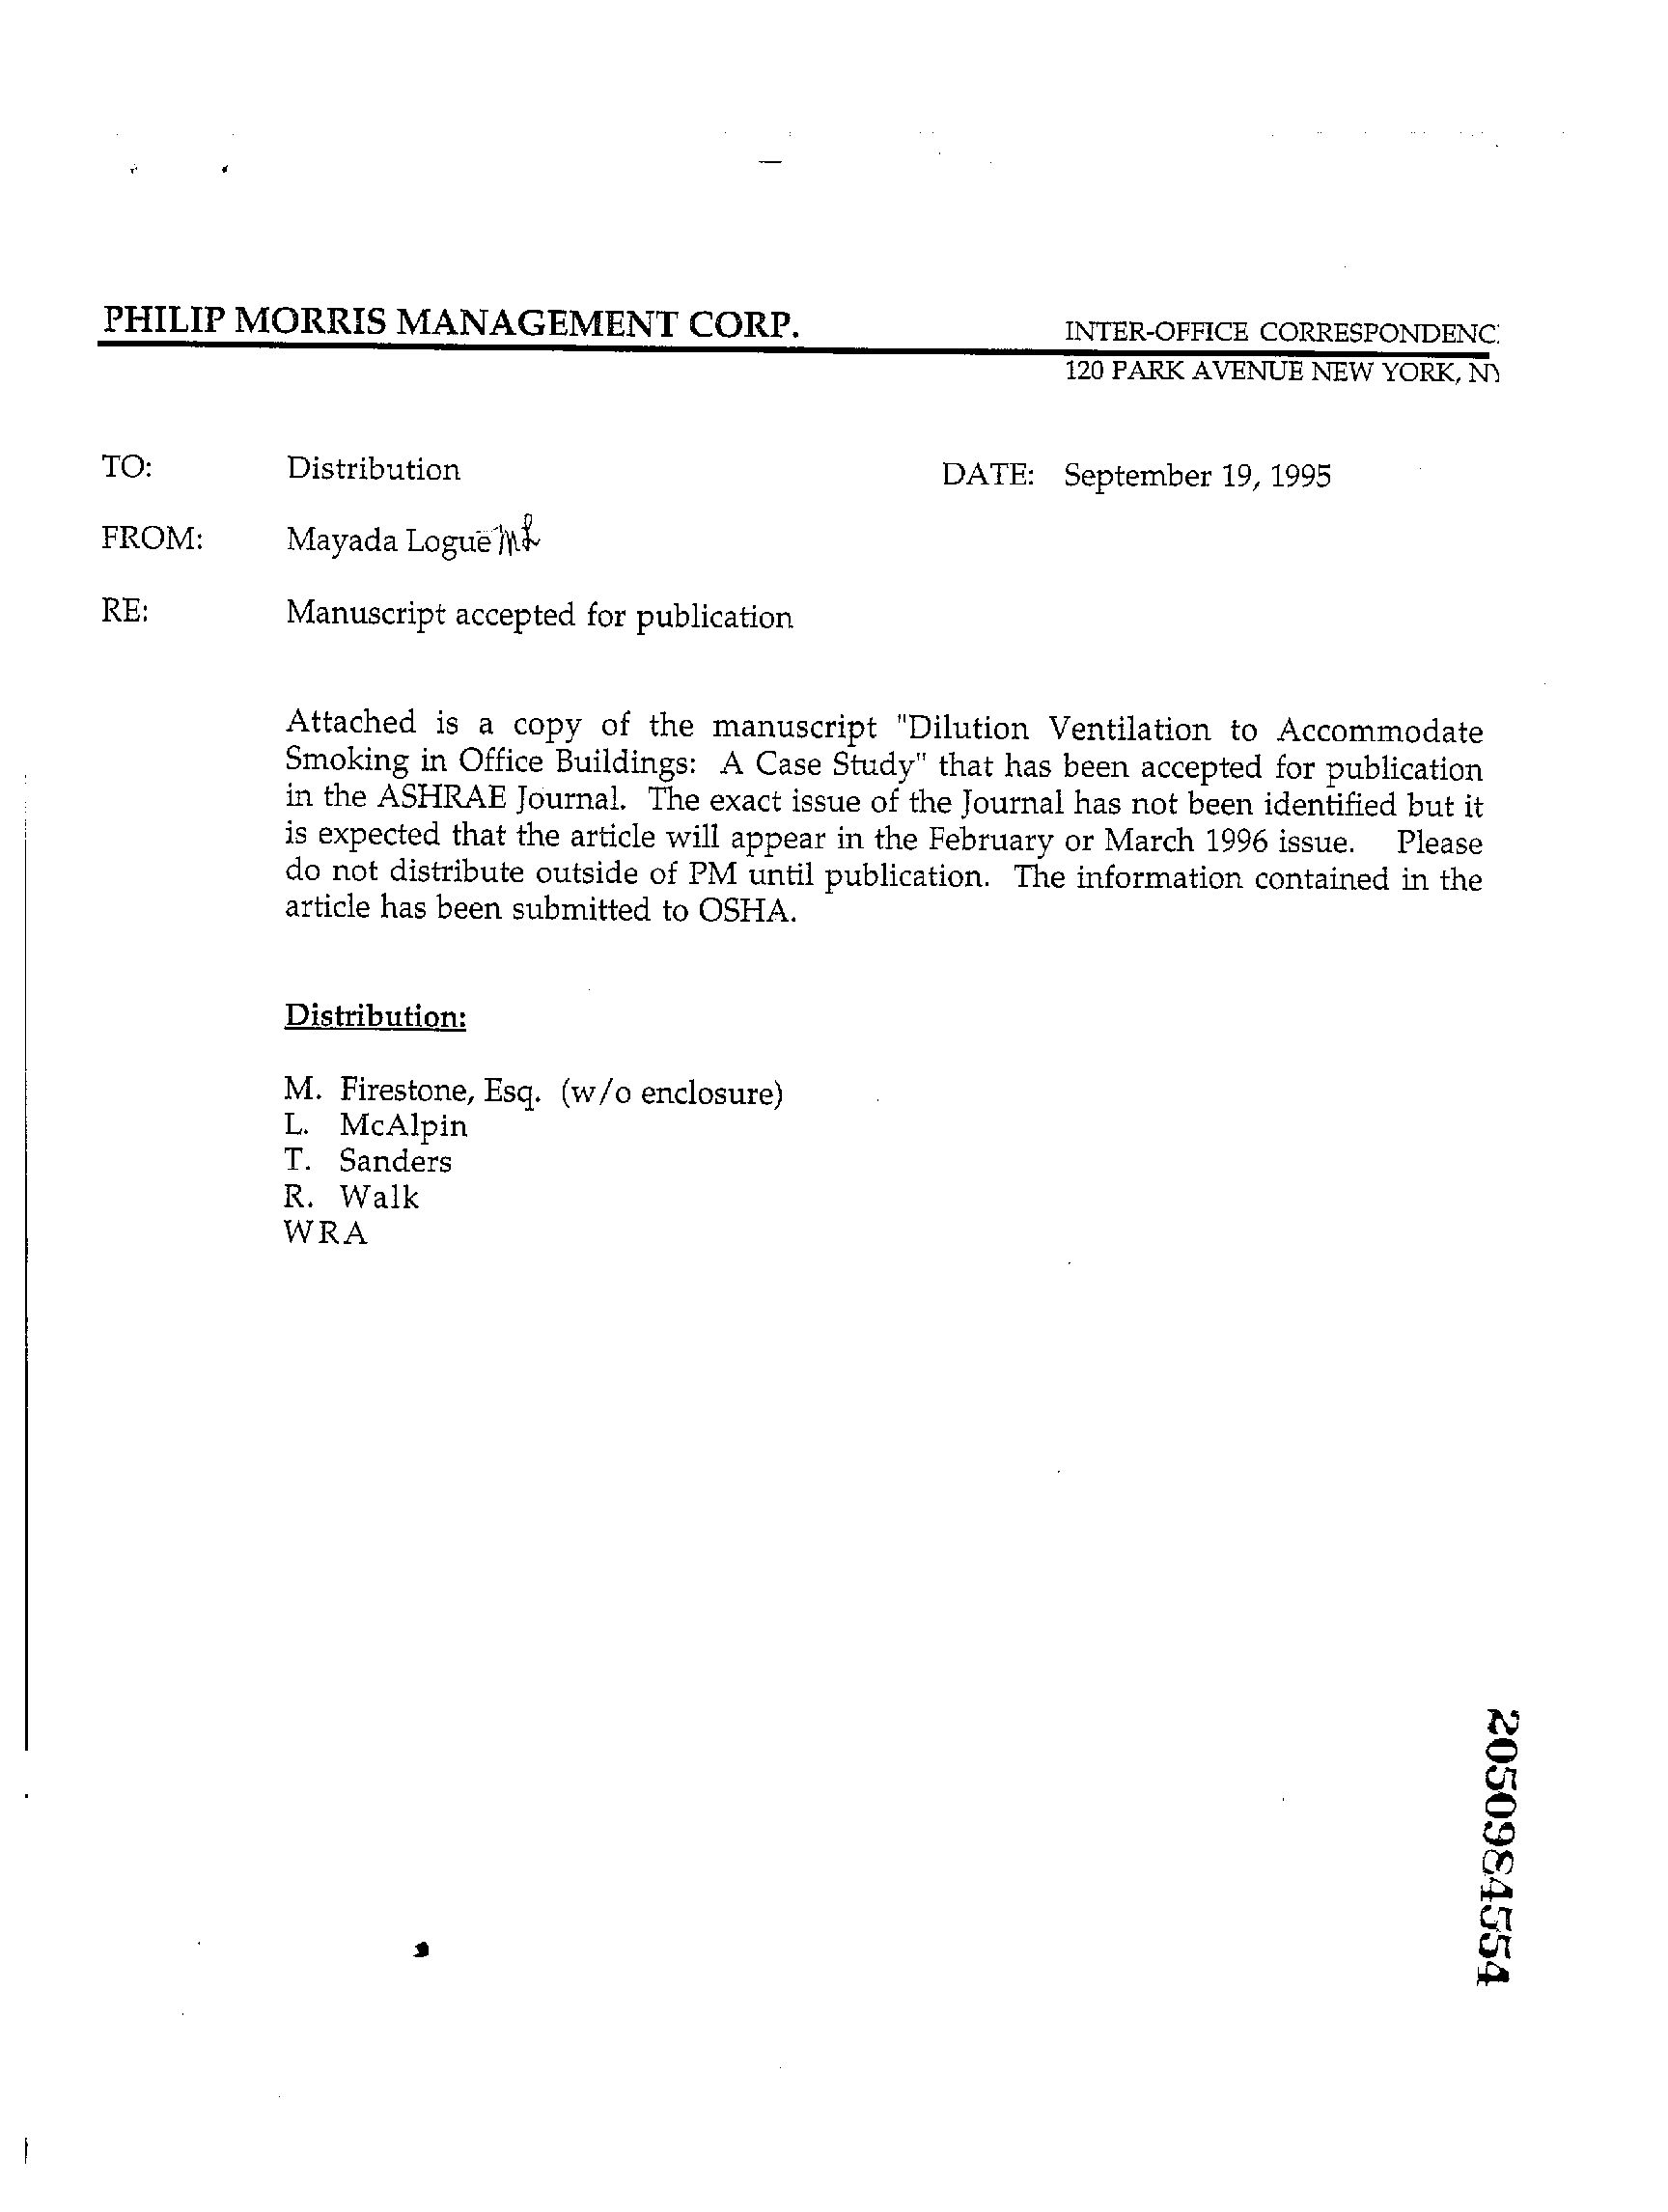 PHILIP MORRIS MANAGEMENT CORP.
INTER-OFFICE CORRESPONDENC
120 PARK AVENUE NEW YORK, NY
TO: Distribution DATE: September 19, 1995
FROM: Mayada Logue ML
RE: Manuscript accepted for publication
Attached is a copy of the manuscript "Dilution Ventilation to Accommodate
Smoking in Office Buildings: A Case Study" that has been accepted for publication
in the ASHRAE Journal. The exact issue of the Journal has not been identified but it
is expected that the article will appear in the February or March 1996 issue. Please
do not distribute outside of PM until publication. The information contained in the
article has been submitted to OSHA.
Distribution:
M. Firestone, Esq. (w/o enclosure)
L. McAlpin
T. Sanders
R. Walk
WRA
2050984554